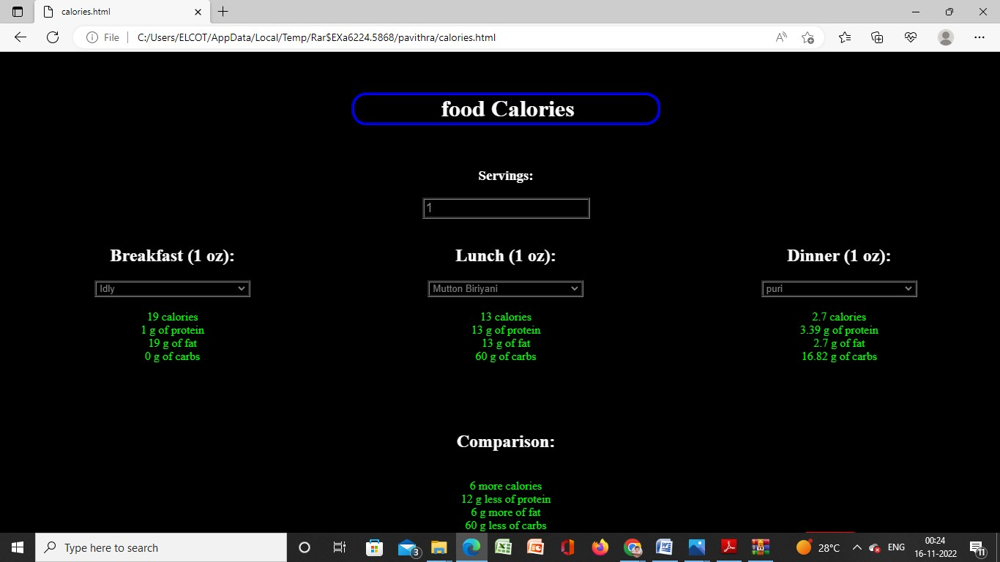 calories.html
File
C:/Users/ELCOT/AppData/Local/Temp/Rar$EXa6224.5868/pavithra/calories.html
food Calories
Servings:
1
Breakfast (1 oz):
Lunch (1 oz):
Dinner (1 oz):
Idly
Mutton Biriyani
puri
19 calories
1 g of protein
19 g of fat
0 g of carbs
13 calories
13 g of protein
13 g of fat
60 g of carbs
2.7 calories
3.39 g of protein
2.7 g of fat
16.82 g of carbs
Comparison:
6 more calories
12 g less of protein
6 g more of fat
60 g less of carbs
Type here to search
3
28°C
ENG
00:24
16-11-2022
11